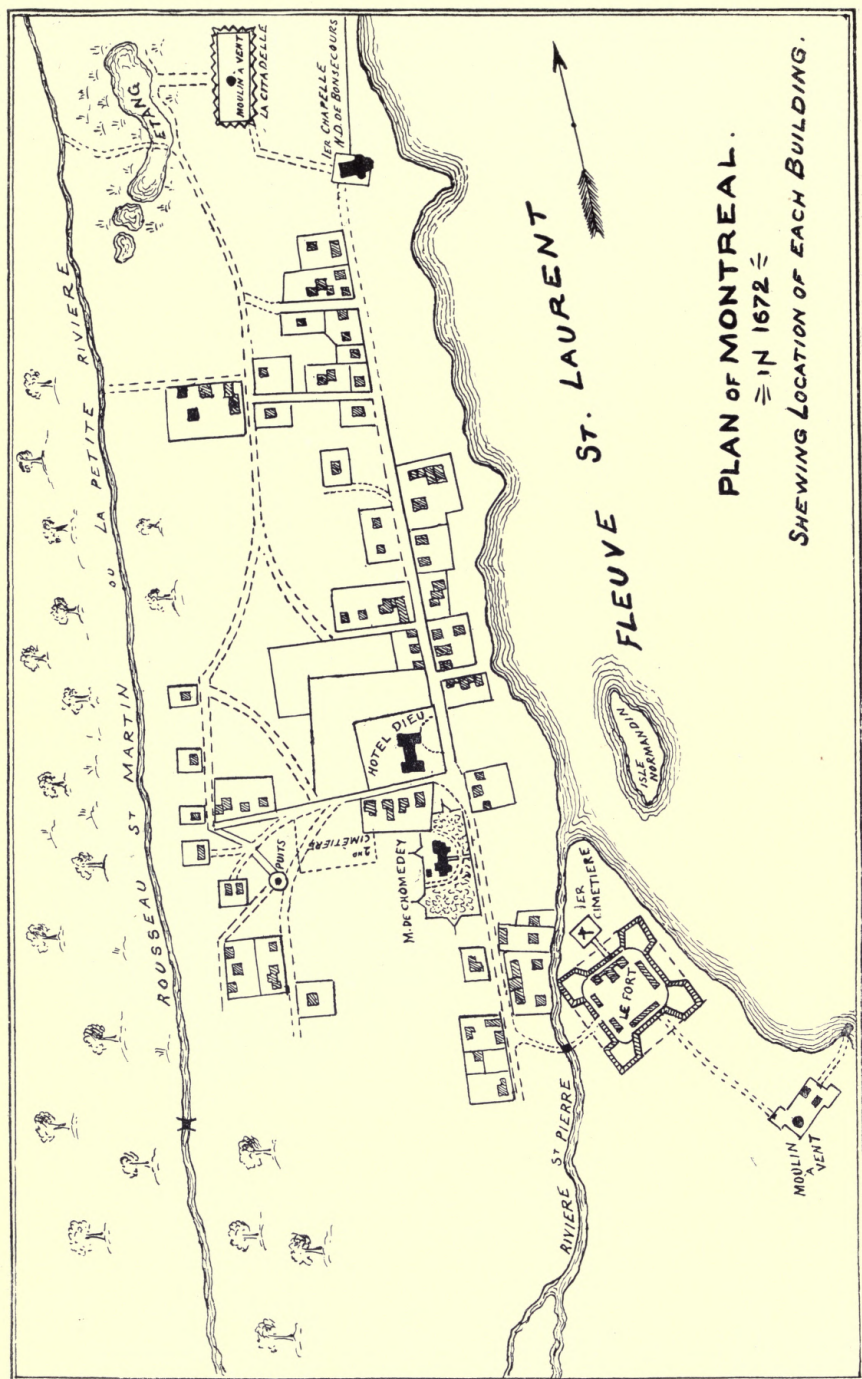 PLAN OF MONTREAL.
IN 1672
SHEWING LOCATION OF EACH BUILDING.
FLEUVE ST. LAURENT
ISLE
NORMANDIN
ROUSSEAU ST MARTIN OU LA PETITE RIVIERE
ETANG
MOULIN A VENT
LA CITADELLE
1ER CHAPELLE
N.D. DE BONSECOURS
HOTEL DIEU
2ND
CIMETIERE
PUITS
M. DE CHOMEDEY
1ER
CIMETIERE
LE FORT
RIVIERE ST PIERRE
MOULIN
A
VENT